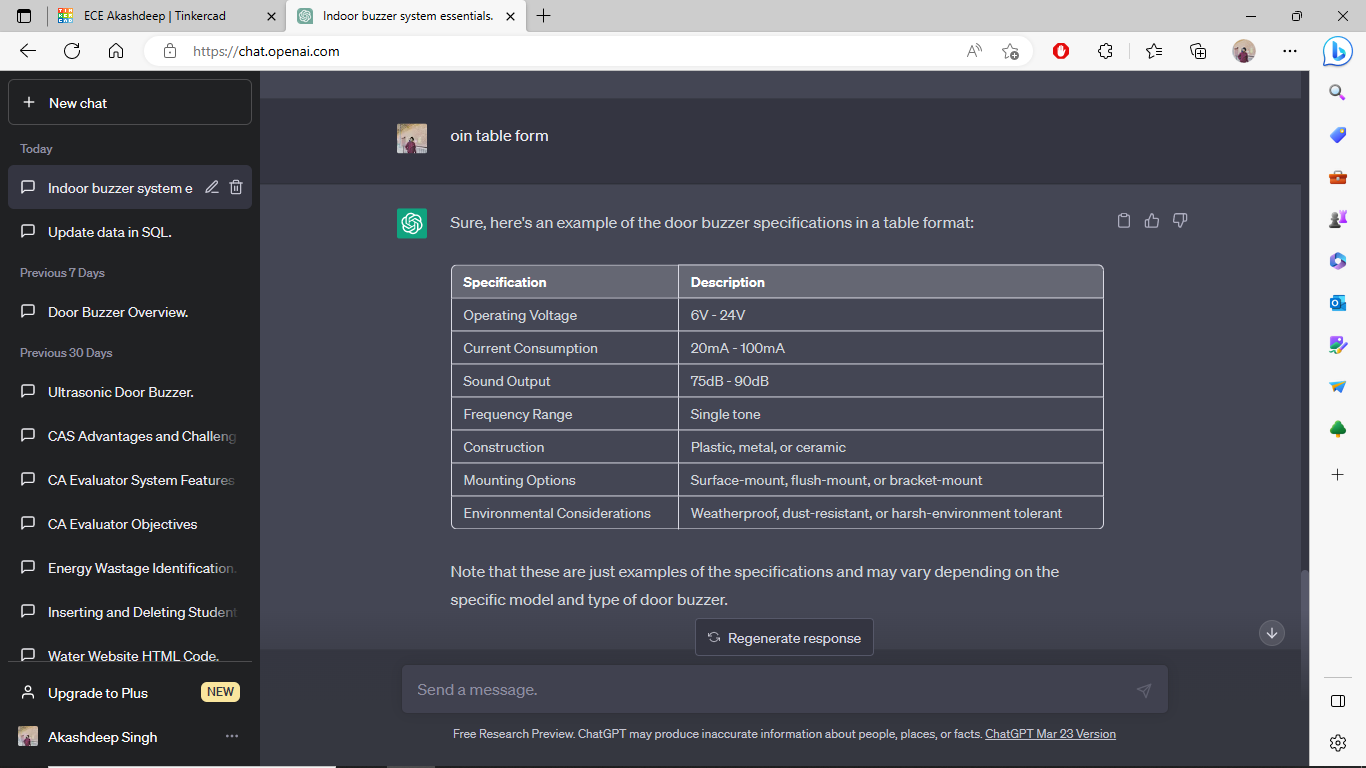 ECE Akashdeep | Tinkercad
Indoor buzzer system essentials.
https://chat.openai.com
New chat
Today
Indoor buzzer system e
Update data in SQL.
Previous 7 Days
Door Buzzer Overview.
Previous 30 Days
Ultrasonic Door Buzzer.
CAS Advantages and Challeng
CA Evaluator System Features
CA Evaluator Objectives
Energy Wastage Identification.
Inserting and Deleting Student
Water Website HTML Code.
Upgrade to Plus NEW
Akashdeep Singh
oin table form
Sure, here's an example of the door buzzer specifications in a table format:
Specification Description
Operating Voltage 6V - 24V
Current Consumption 20mA - 100mA
Sound Output 75dB - 90dB
Frequency Range Single tone
Construction Plastic, metal, or ceramic
Mounting Options Surface-mount, flush-mount, or bracket-mount
Environmental Considerations Weatherproof, dust-resistant, or harsh-environment tolerant
Note that these are just examples of the specifications and may vary depending on the
specific model and type of door buzzer.
Regenerate response
Send a message.
Free Research Preview. ChatGPT may produce inaccurate information about people, places, or facts. ChatGPT Mar 23 Version